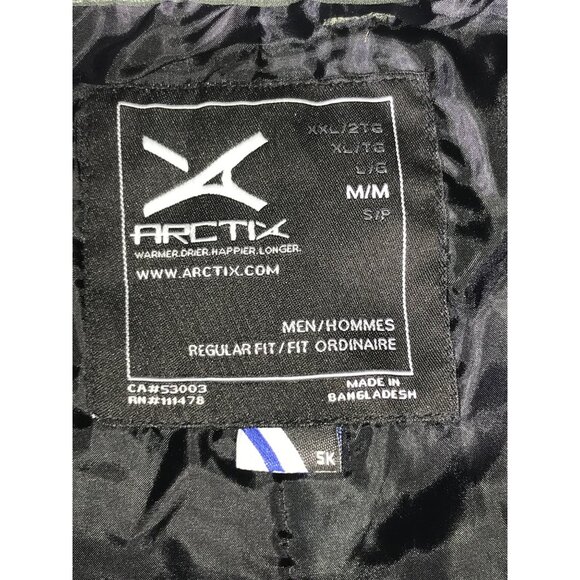 XXL/2TG
XL/TG
L/G
M/M
S/P
ARCTIX
WARMER.DRIER.HAPPIER.LONGER.
WWW.ARCTIX.COM
MEN/HOMMES
REGULAR FIT/FIT ORDINAIRE
CA#53003
RN#111478
MADE IN
BANGLADESH
5K